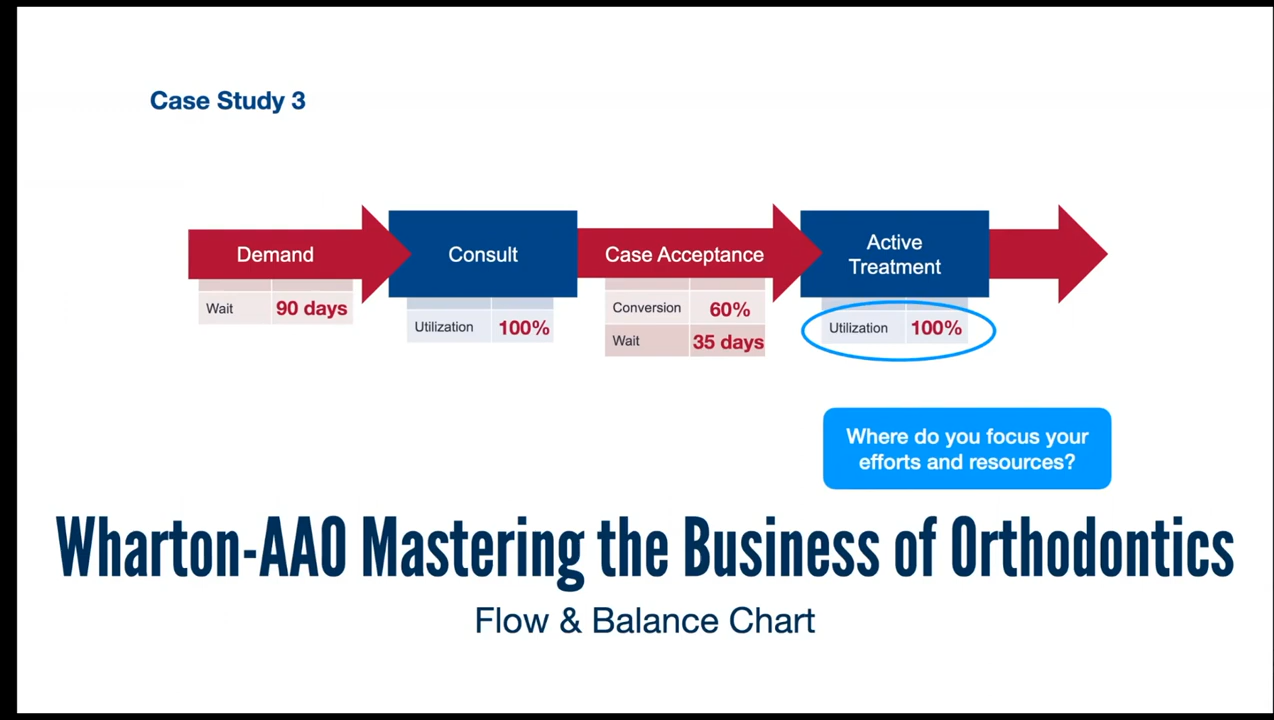 Case Study 3
Demand
Wait 90 days
Consult
Utilization 100%
Case Acceptance
Conversion 60%
Wait 35 days
Active
Treatment
Utilization 100%
Where do you focus your
efforts and resources?
Wharton-AAO Mastering the Business of Orthodontics
Flow & Balance Chart